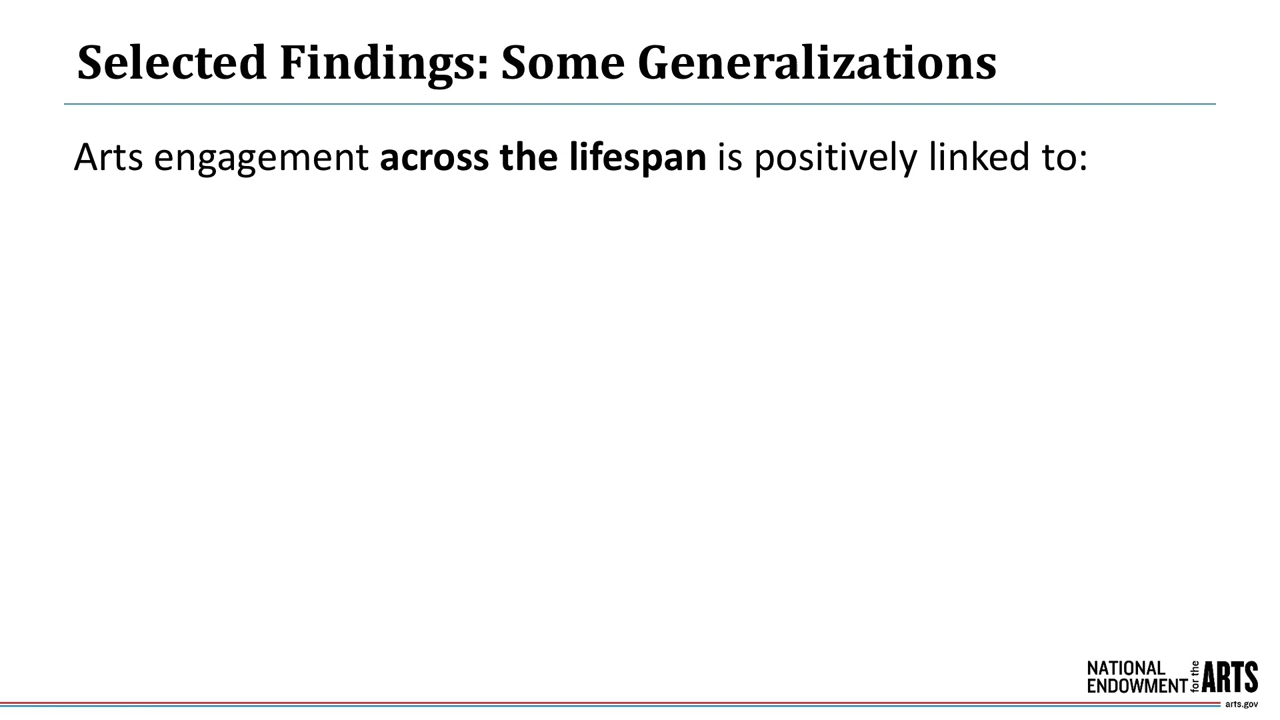 Selected Findings: Some Generalizations
Arts engagement across the lifespan is positively linked to:
NATIONAL
ENDOWMENT for the ARTS
arts.gov